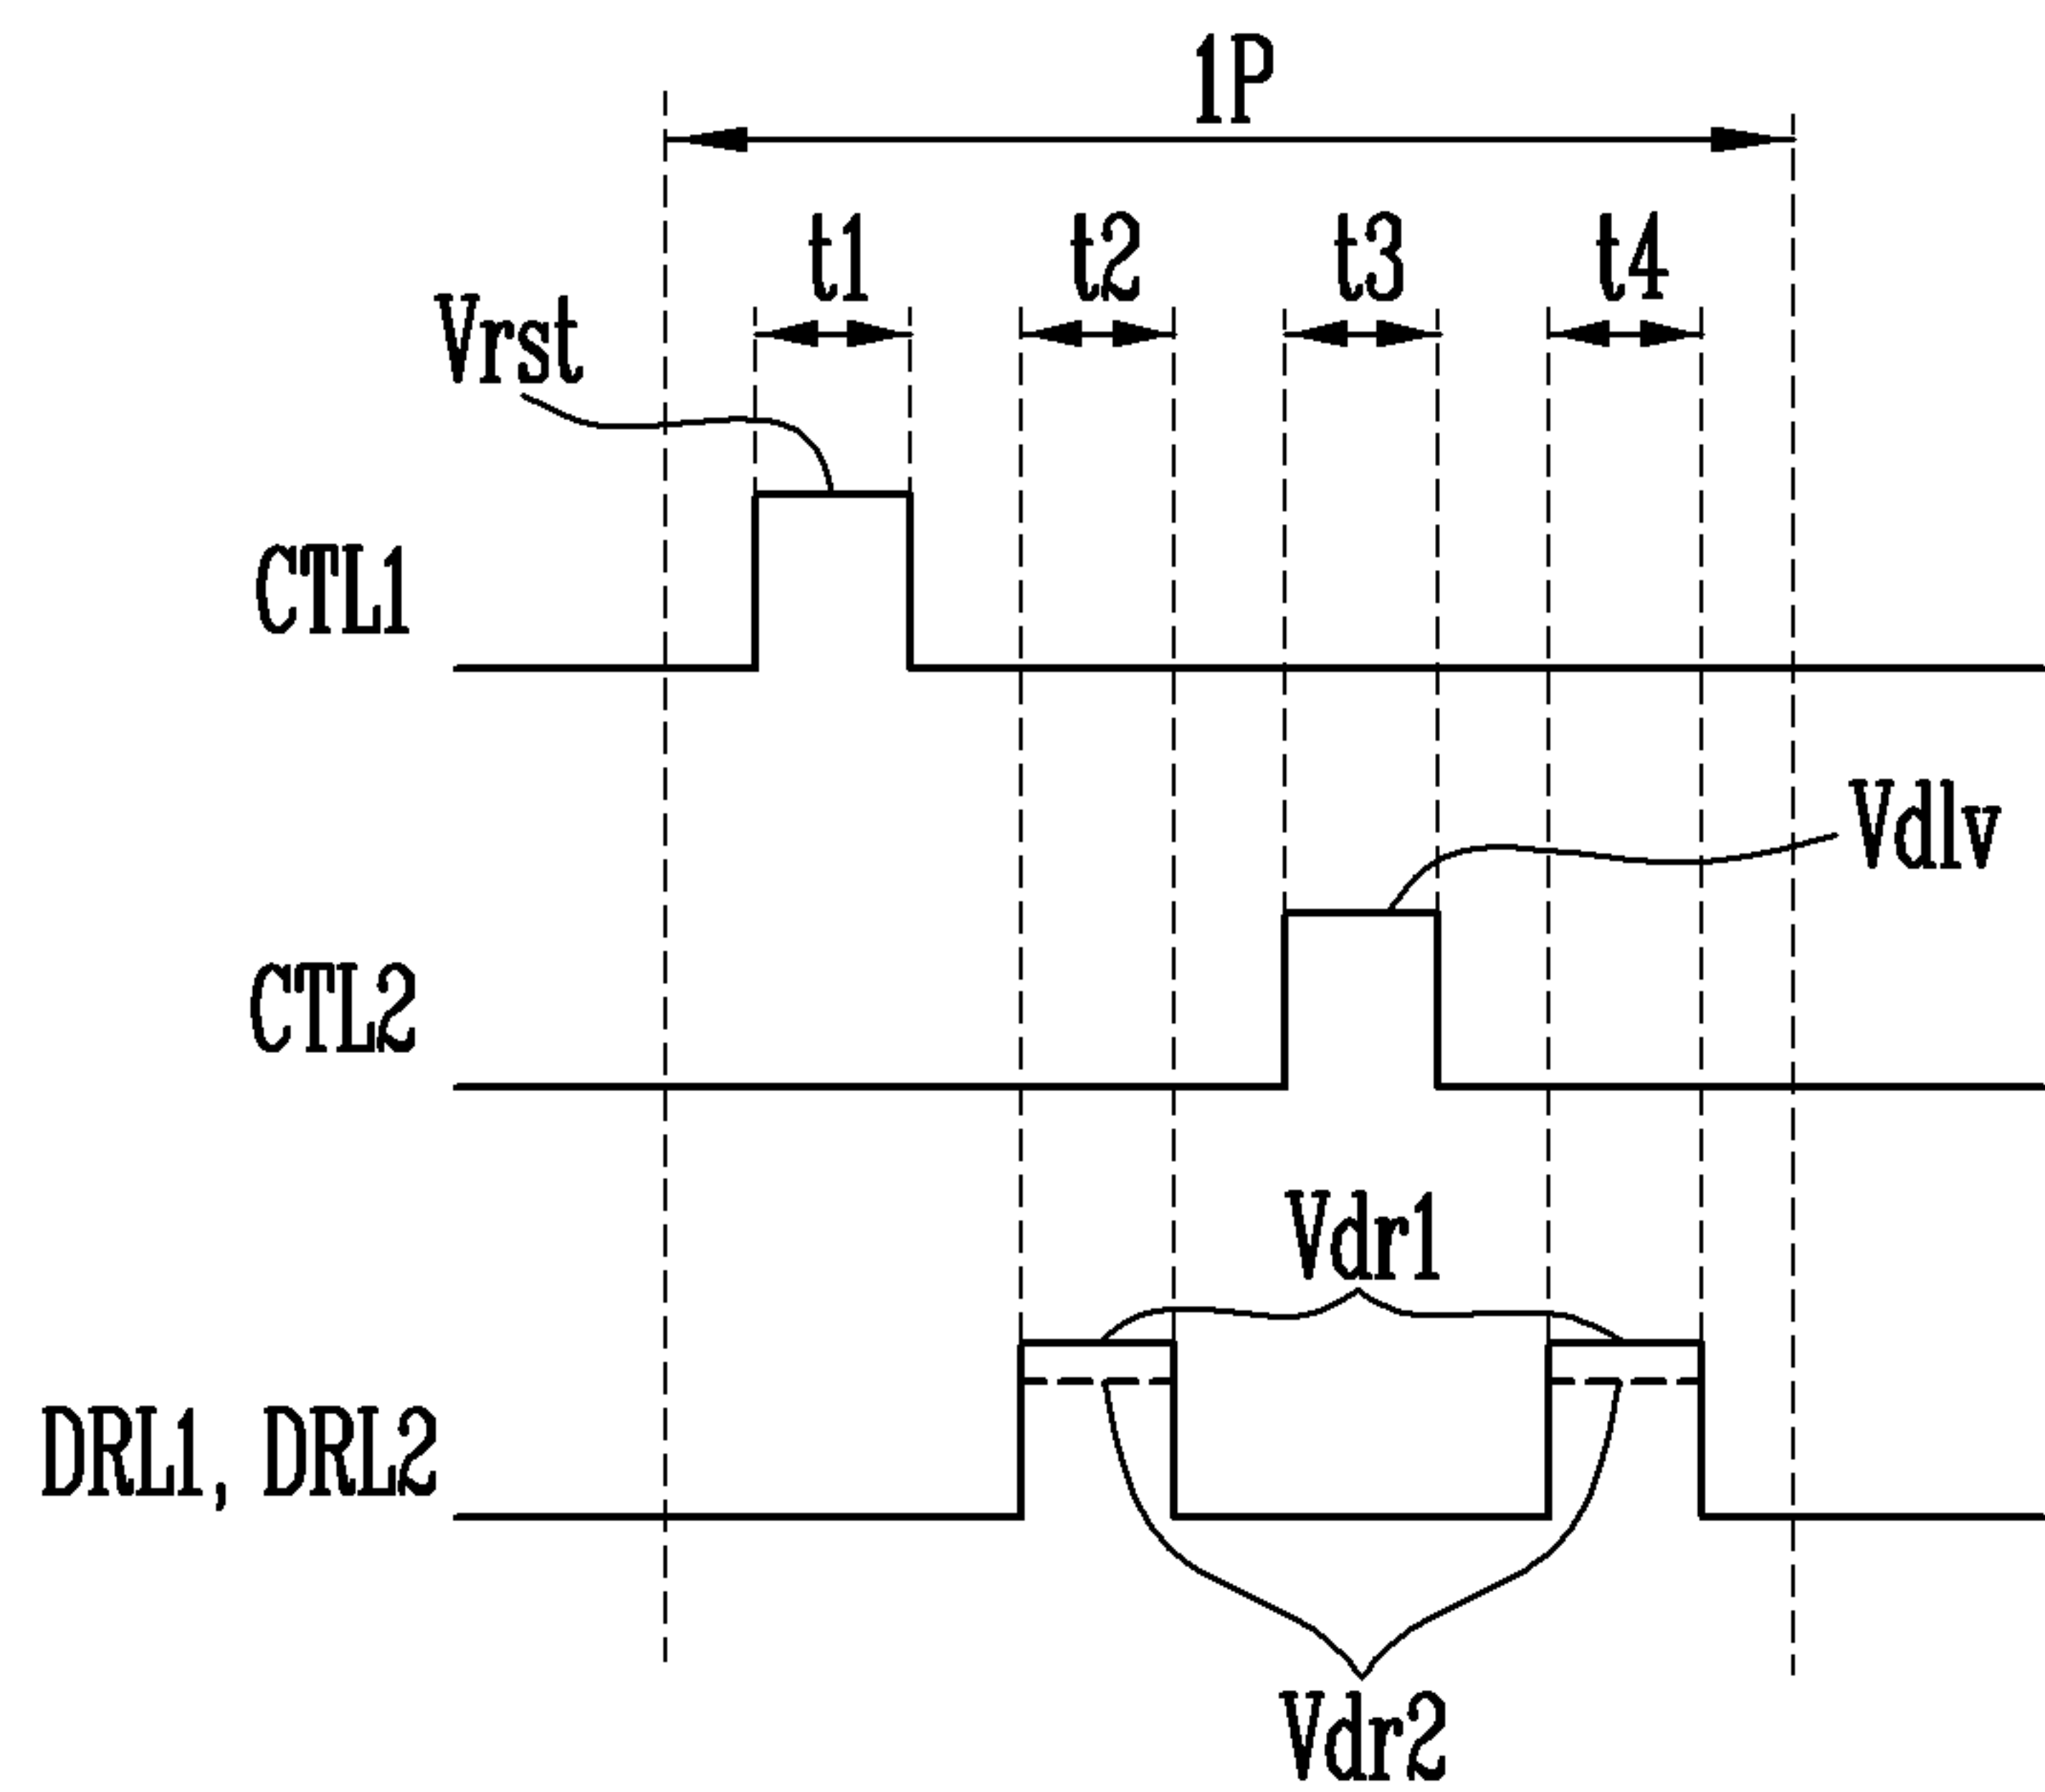 1P
t1 t2 t3 t4
Vrst
CTL1
Vdlv
CTL2
Vdr1
DRL1, DRL2
Vdr2